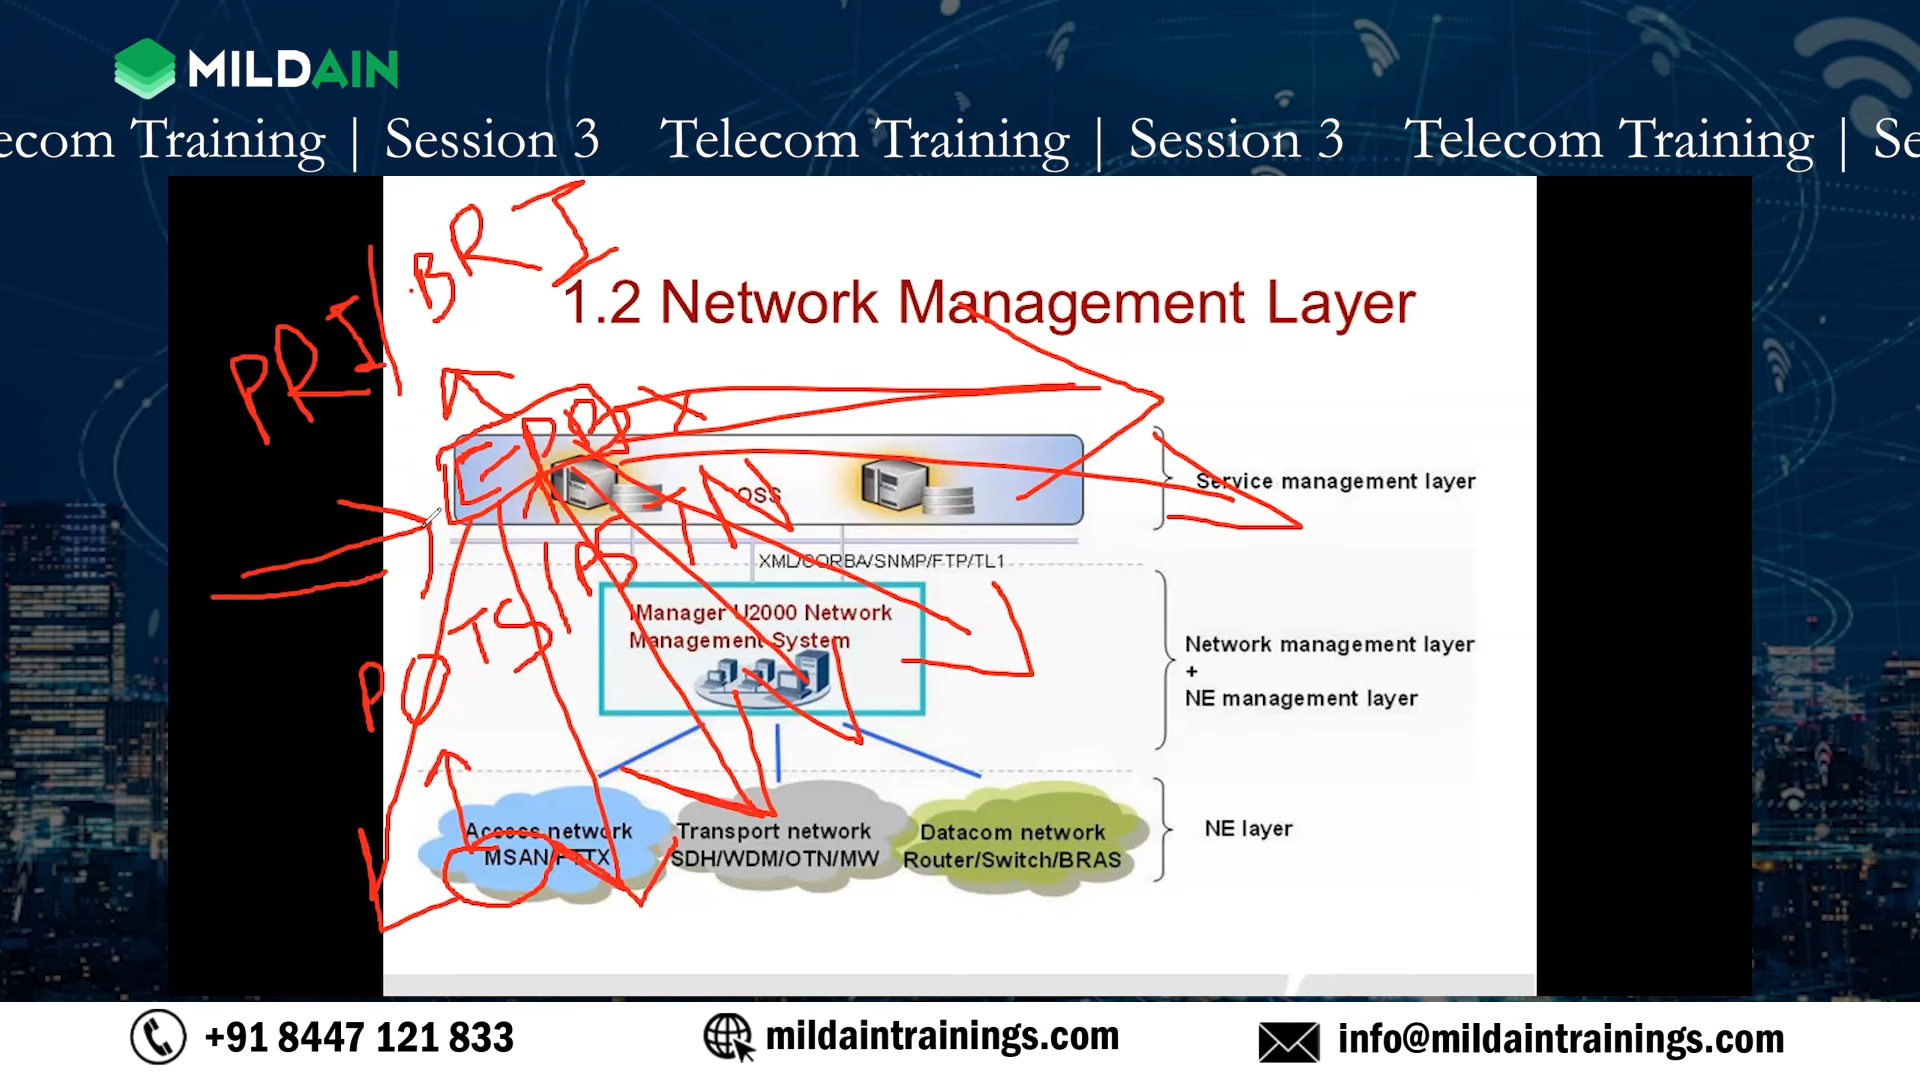 MILDAIN
ecom Training | Session 3    Telecom Training | Session 3    Telecom Training | Se
PRI/BRI
1.2 Network Management Layer
OSS
Service management layer
XML/CORBA/SNMP/FTP/TL1
POTS/PSTN
iManager U2000 Network
Management System
Network management layer
+
NE management layer
Access network
MSAN/FTTX
Transport network
SDH/WDM/OTN/MW
Datacom network
Router/Switch/BRAS
NE layer
+91 8447 121 833
mildaintrainings.com
info@mildaintrainings.com